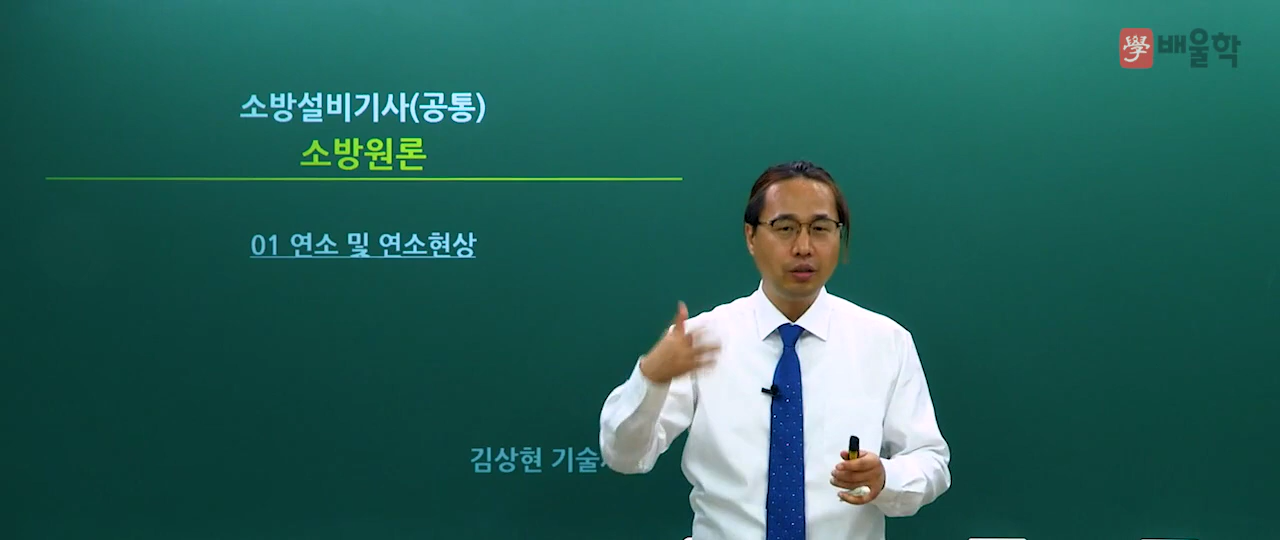 學 배울학
소방설비기사(공통)
소방원론
01 연소 및 연소현상
김상현 기술